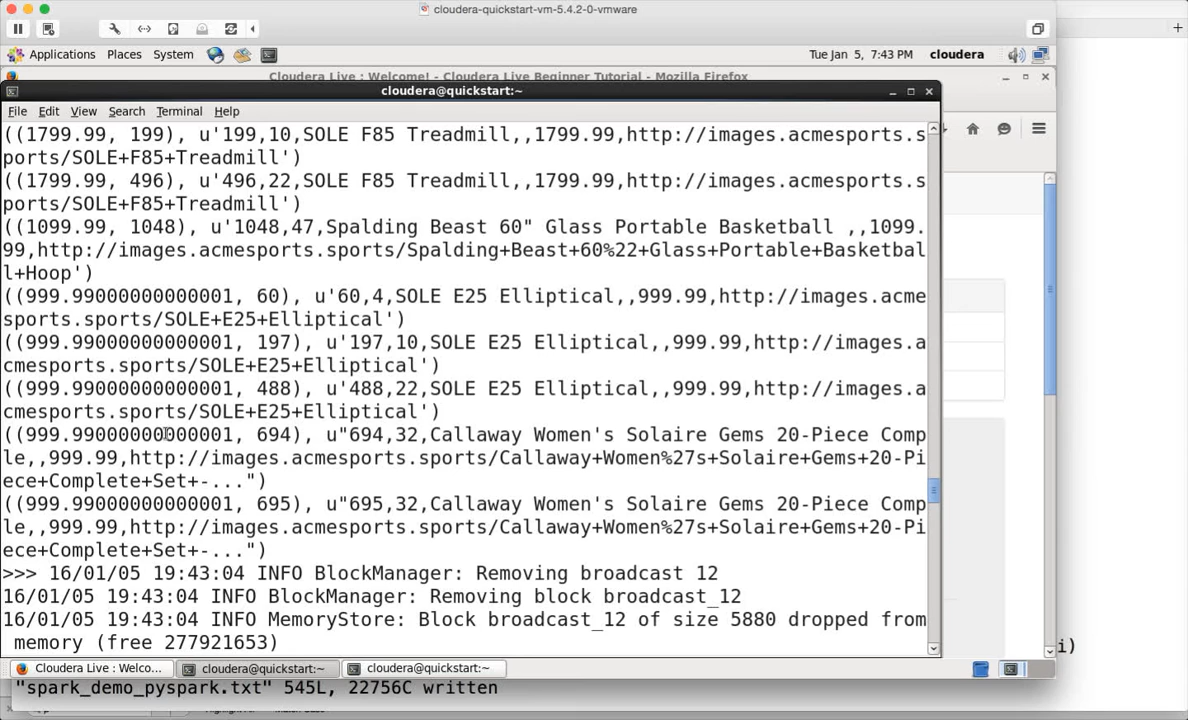 cloudera-quickstart-vm-5.4.2-0-vmware
Applications Places System Tue Jan 5, 7:43 PM cloudera
Cloudera Live : Welcome! - Cloudera Live Beginner Tutorial - Mozilla Firefox
cloudera@quickstart:~
File Edit View Search Terminal Help
((1799.99, 199), u'199,10,SOLE F85 Treadmill,,1799.99,http://images.acmesports.s
ports/SOLE+F85+Treadmill')
((1799.99, 496), u'496,22,SOLE F85 Treadmill,,1799.99,http://images.acmesports.s
ports/SOLE+F85+Treadmill')
((1099.99, 1048), u'1048,47,Spalding Beast 60" Glass Portable Basketball ,,1099.
99,http://images.acmesports.sports/Spalding+Beast+60%22+Glass+Portable+Basketbal
l+Hoop')
((999.99000000000001, 60), u'60,4,SOLE E25 Elliptical,,999.99,http://images.acme
sports.sports/SOLE+E25+Elliptical')
((999.99000000000001, 197), u'197,10,SOLE E25 Elliptical,,999.99,http://images.a
cmesports.sports/SOLE+E25+Elliptical')
((999.99000000000001, 488), u'488,22,SOLE E25 Elliptical,,999.99,http://images.a
cmesports.sports/SOLE+E25+Elliptical')
((999.99000000000001, 694), u"694,32,Callaway Women's Solaire Gems 20-Piece Comp
le,,999.99,http://images.acmesports.sports/Callaway+Women%27s+Solaire+Gems+20-Pi
ece+Complete+Set+-...")
((999.99000000000001, 695), u"695,32,Callaway Women's Solaire Gems 20-Piece Comp
le,,999.99,http://images.acmesports.sports/Callaway+Women%27s+Solaire+Gems+20-Pi
ece+Complete+Set+-...")
>>> 16/01/05 19:43:04 INFO BlockManager: Removing broadcast 12
16/01/05 19:43:04 INFO BlockManager: Removing block broadcast_12
16/01/05 19:43:04 INFO MemoryStore: Block broadcast_12 of size 5880 dropped from
 memory (free 277921653)
i)
Cloudera Live : Welco... cloudera@quickstart:~ cloudera@quickstart:~
"spark_demo_pyspark.txt" 545L, 22756C written